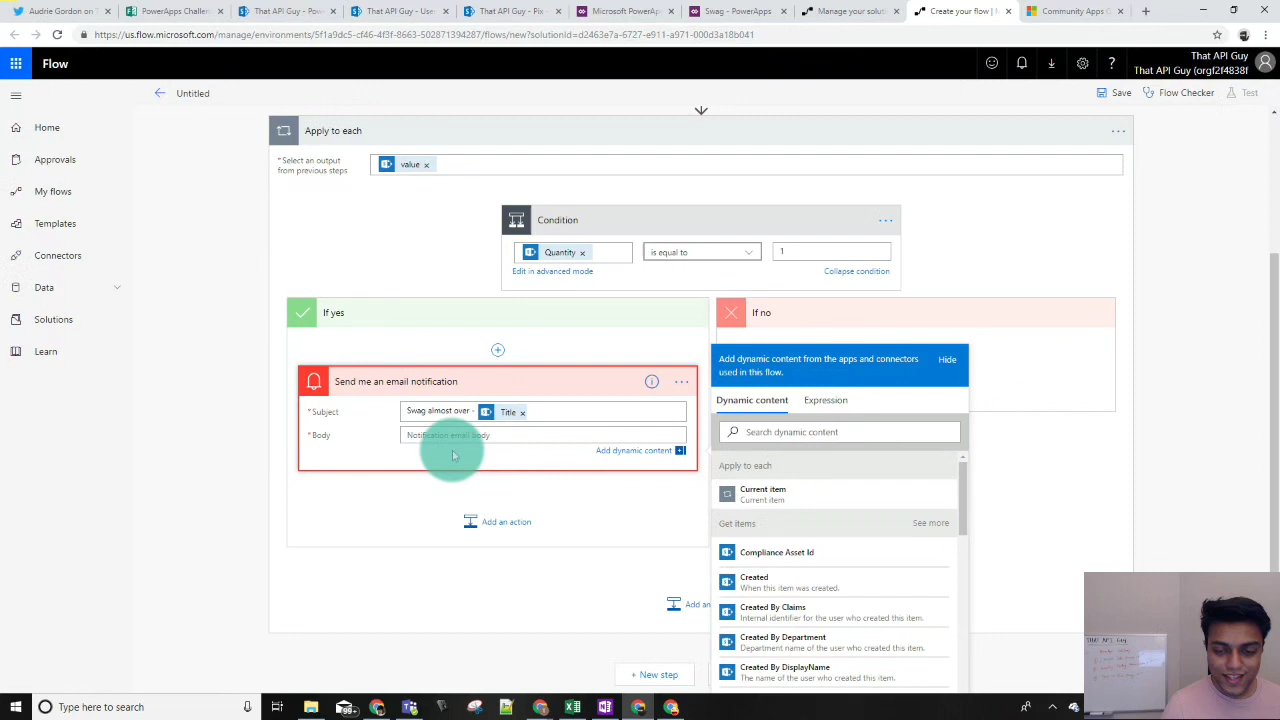 Audrie Gordon on T
PowerApps Challen
That API Guy - Pow
That API Guy - User
That API Guy - Pix -
Microsoft PowerAp
Swag - PowerApps
Manage your solut
Create your flow | M
Community Apps C
https://us.flow.microsoft.com/manage/environments/5f1a9dc5-cf46-4f3f-8663-502871394287/flows/new?solutionId=d2463e7a-6727-e911-a971-000d3a18b041
Flow
That API Guy
That API Guy (orgf2f4838f
Untitled
Save
Flow Checker
Test
Home
Approvals
My flows
Templates
Connectors
Data
Solutions
Learn
Apply to each
*Select an output
from previous steps
value
Condition
Quantity
is equal to
1
Edit in advanced mode
Collapse condition
If yes
If no
Send me an email notification
*Subject
Swag almost over -
Title
*Body
Notification email body
Add dynamic content
Add an action
Add an
+ New step
Add dynamic content from the apps and connectors
used in this flow.
Hide
Dynamic content
Expression
Search dynamic content
Apply to each
Current item
Current item
Get items
See more
Compliance Asset Id
Created
When this item was created.
Created By Claims
Internal identifier for the user who created this item.
Created By Department
Department name of the user who created this item.
Created By DisplayName
The name of the user who created this item.
THAT API GUY
Type here to search
99+